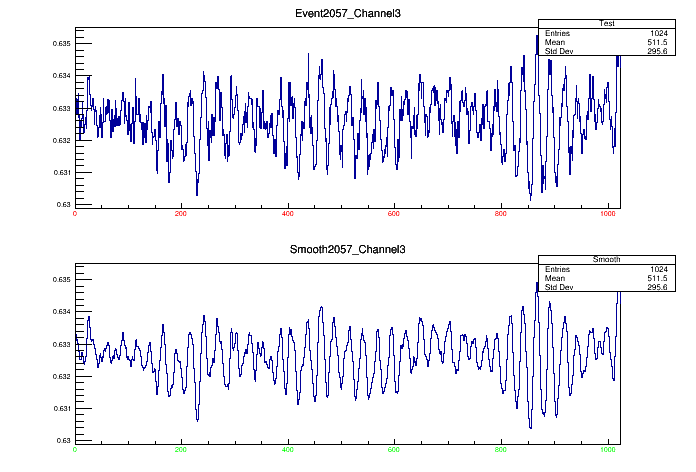 Event2057_Channel3
Test
Entries 1024
Mean 511.5
Std Dev 295.6
0.635
0.634
0.633
0.632
0.631
0.63
0 200 400 600 800 1000
Smooth2057_Channel3
Smooth
Entries 1024
Mean 511.5
Std Dev 295.6
0.635
0.634
0.633
0.632
0.631
0.63
0 200 400 600 800 1000